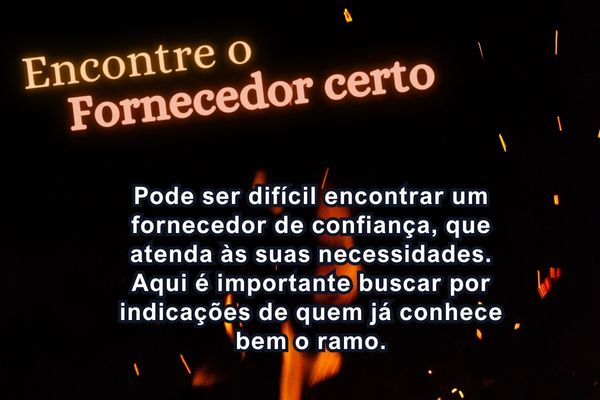 Encontre o
Fornecedor certo
Pode ser difícil encontrar um
fornecedor de confiança, que
atenda às suas necessidades.
Aqui é importante buscar por
indicações de quem já conhece
bem o ramo.